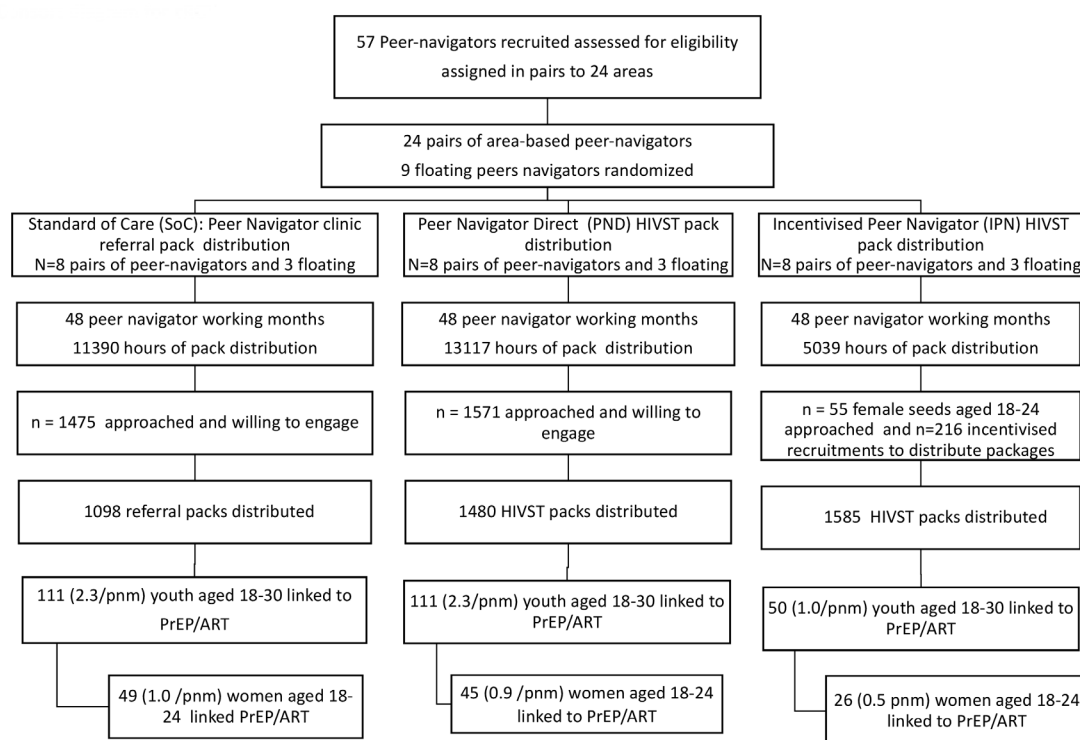 57 Peer-navigators recruited assessed for eligibility
assigned in pairs to 24 areas
24 pairs of area-based peer-navigators
9 floating peers navigators randomized
Standard of Care (SoC): Peer Navigator clinic
referral pack distribution
N=8 pairs of peer-navigators and 3 floating
Peer Navigator Direct (PND) HIVST pack
distribution
N=8 pairs of peer-navigators and 3 floating
Incentivised Peer Navigator (IPN) HIVST
pack distribution
N=8 pairs of peer-navigators and 3 floating
48 peer navigator working months
11390 hours of pack distribution
48 peer navigator working months
13117 hours of pack distribution
48 peer navigator working months
5039 hours of pack distribution
n = 1475 approached and willing to engage
n = 1571 approached and willing to
engage
n = 55 female seeds aged 18-24
approached and n=216 incentivised
recruitments to distribute packages
1098 referral packs distributed
1480 HIVST packs distributed
1585 HIVST packs distributed
111 (2.3/pnm) youth aged 18-30 linked to
PrEP/ART
111 (2.3/pnm) youth aged 18-30 linked to
PrEP/ART
50 (1.0/pnm) youth aged 18-30 linked to
PrEP/ART
49 (1.0 /pnm) women aged 18-
24 linked PrEP/ART
45 (0.9 /pnm) women aged 18-24
linked to PrEP/ART
26 (0.5 pnm) women aged 18-24
linked to PrEP/ART